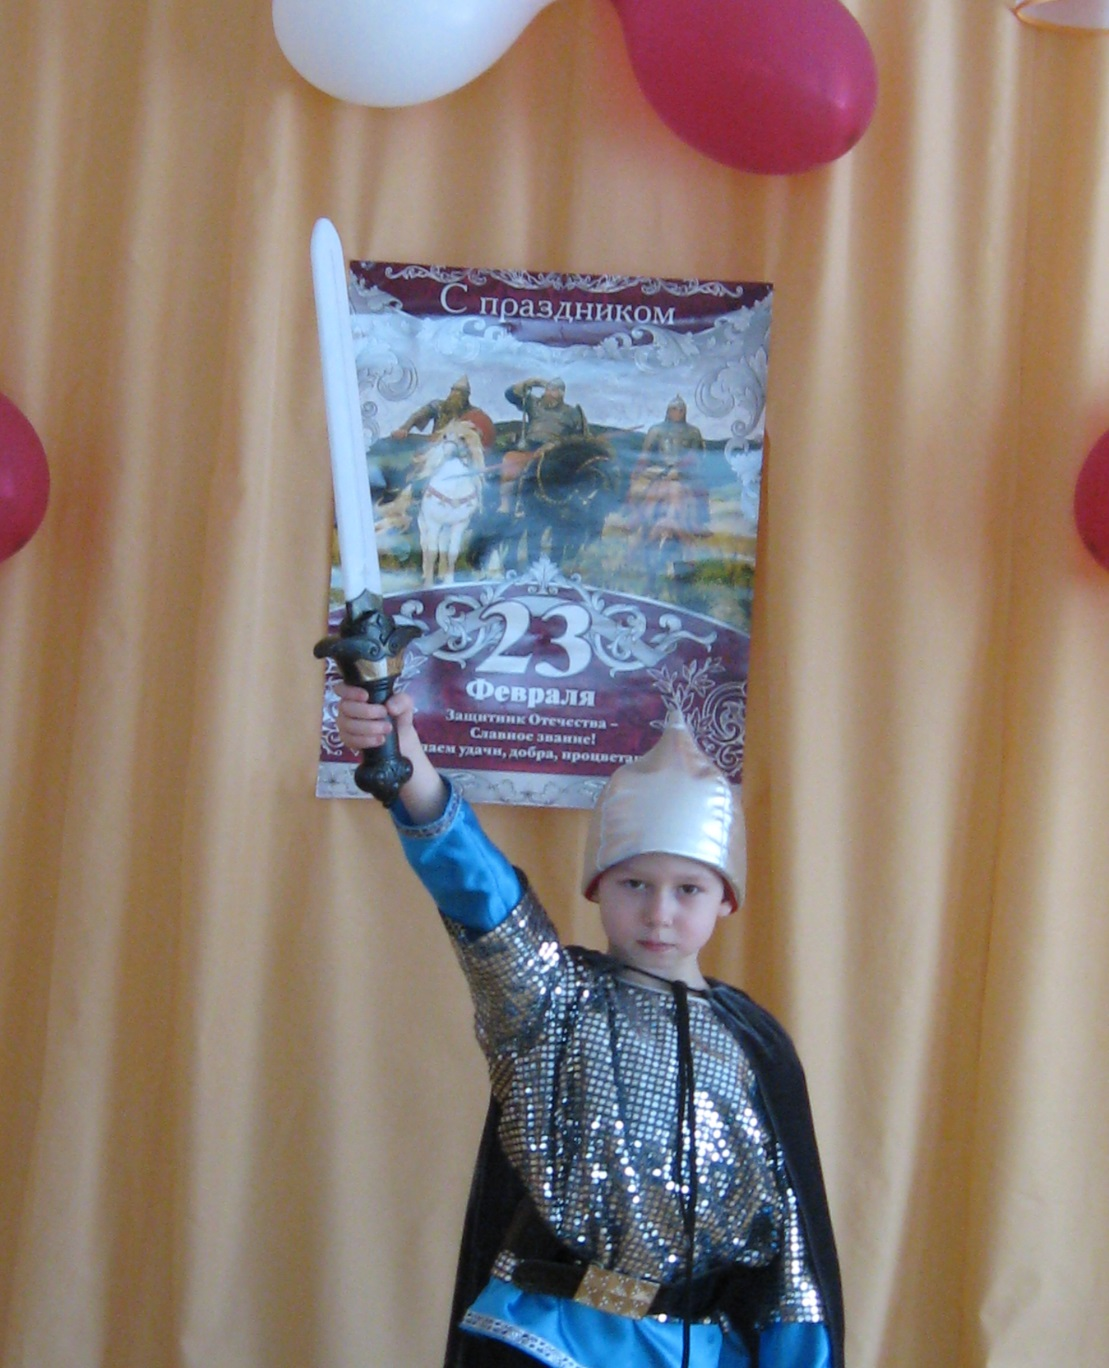 С праздником
23
Февраля
Защитник Отечества –
Славное звание!
удачи, добра,